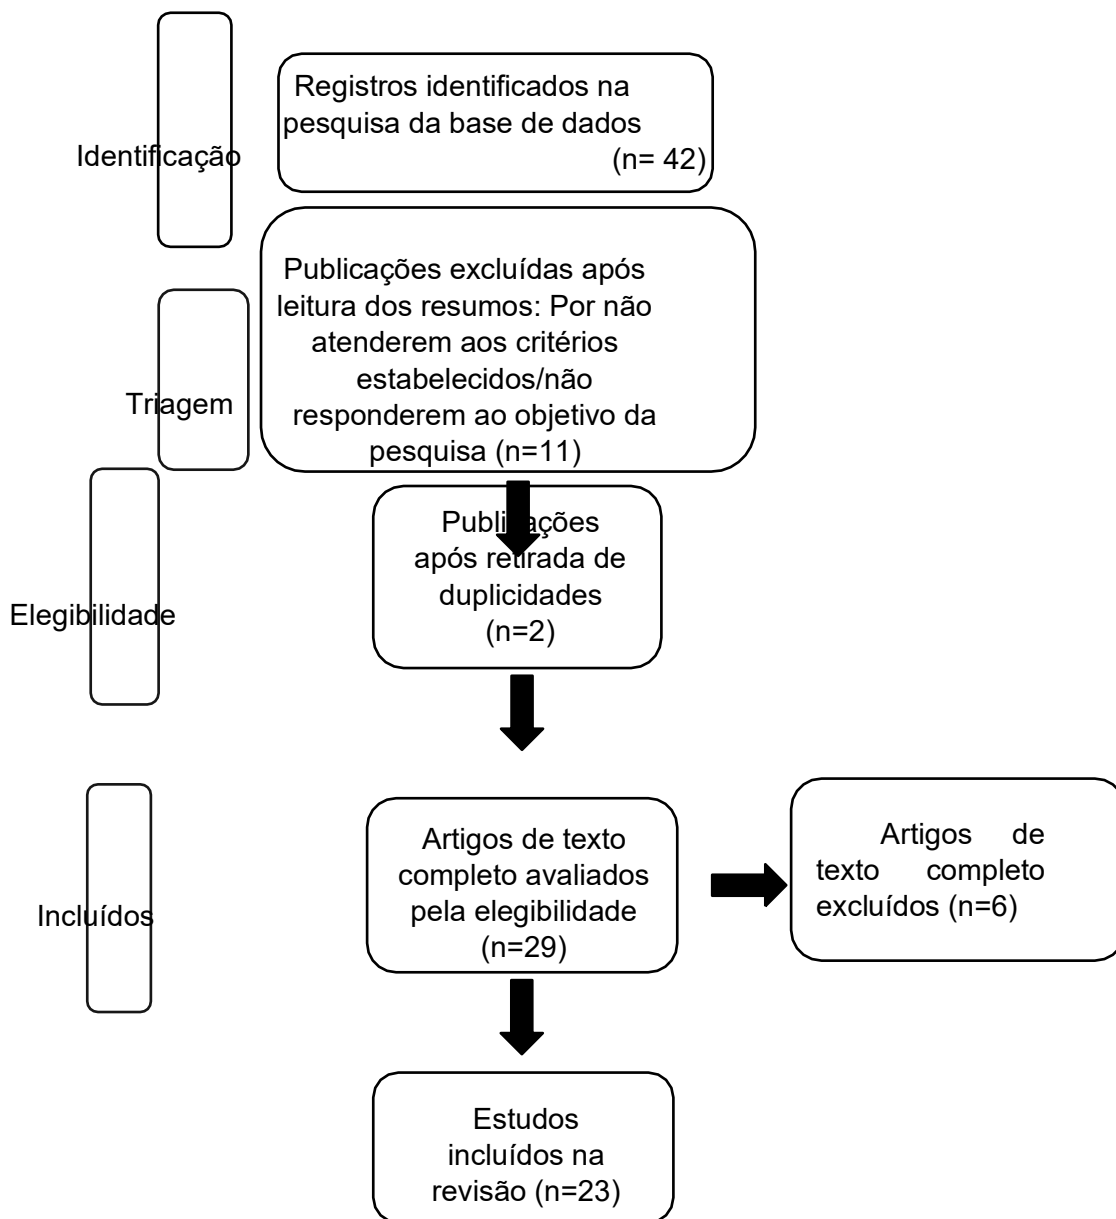 Identificação
Registros identificados na
pesquisa da base de dados
(n= 42)
Triagem
Publicações excluídas após
leitura dos resumos: Por não
atenderem aos critérios
estabelecidos/não
responderem ao objetivo da
pesquisa (n=11)
Elegibilidade
Publicações
após retirada de
duplicidades
(n=2)
Incluídos
Artigos de texto
completo avaliados
pela elegibilidade
(n=29)
Artigos de
texto completo
excluídos (n=6)
Estudos
incluídos na
revisão (n=23)